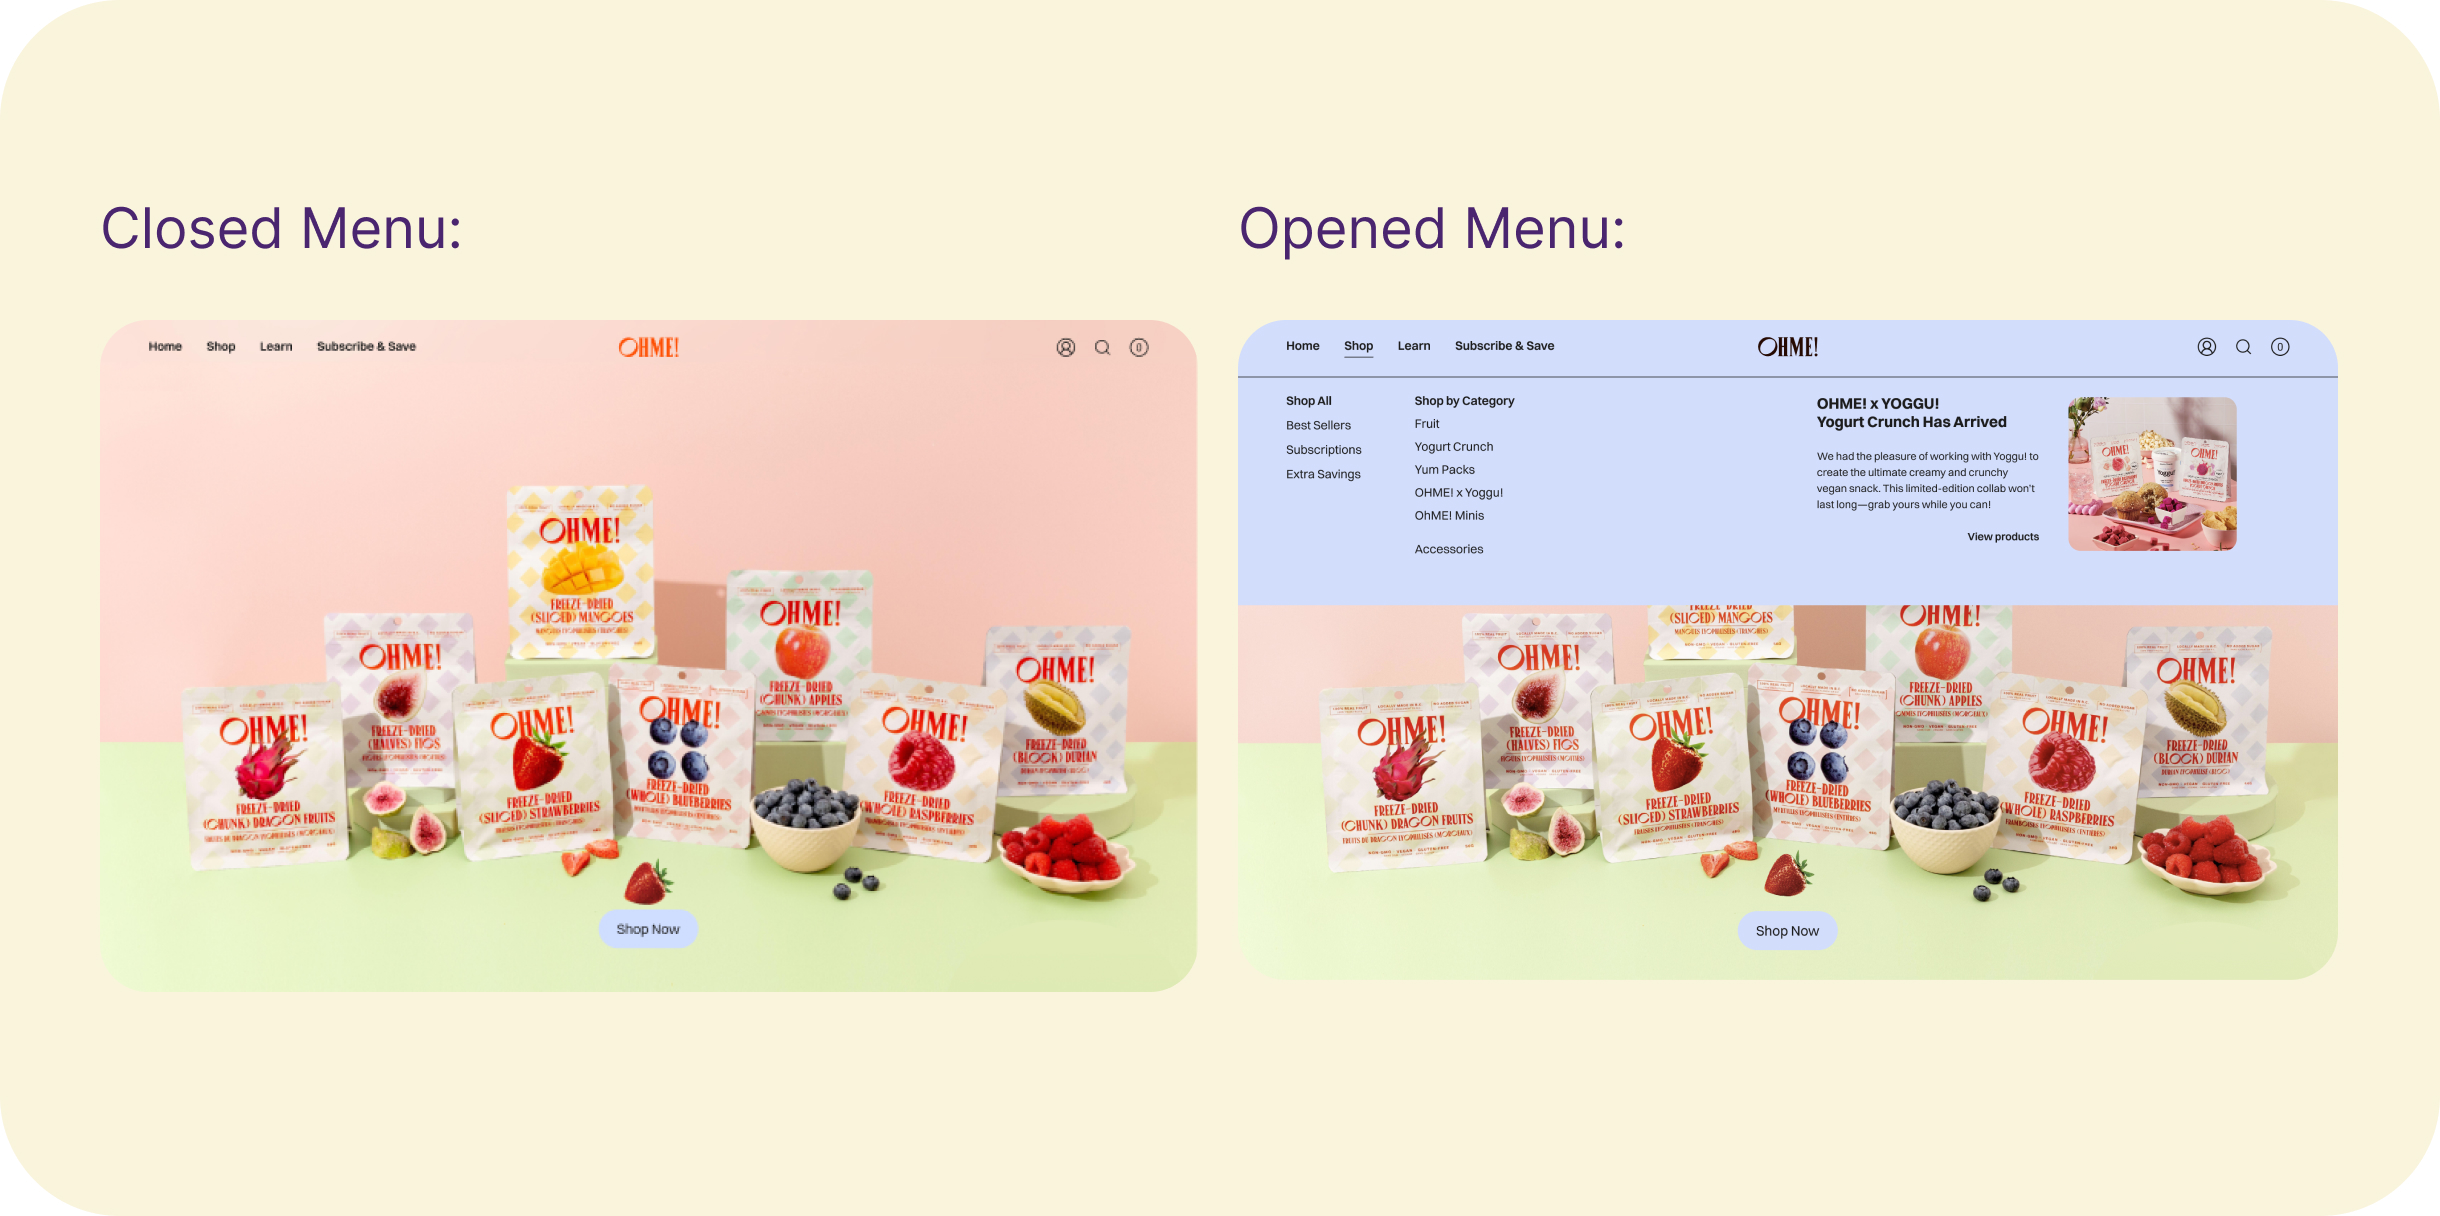 Closed Menu:
Home Shop Learn Subscribe & Save
OHME!
0
OHME!
FREEZE-DRIED
(SLICED) MANGOES
OHME!
FREEZE-DRIED
(CHUNK) APPLES
OHME!
FREEZE-DRIED
(HALVES) FIGS
OHME!
FREEZE-DRIED
(BLOCK) DURIAN
OHME!
FREEZE-DRIED
(CHUNK) DRAGON FRUITS
OHME!
FREEZE-DRIED
(SLICED) STRAWBERRIES
OHME!
FREEZE-DRIED
(WHOLE) BLUEBERRIES
OHME!
FREEZE-DRIED
(WHOLE) RASPBERRIES
Shop Now
Opened Menu:
Home Shop Learn Subscribe & Save
OHME!
0
Shop All
Best Sellers
Subscriptions
Extra Savings
Shop by Category
Fruit
Yogurt Crunch
Yum Packs
OHME! x Yoggu!
OhME! Minis
Accessories
OHME! x YOGGU!
Yogurt Crunch Has Arrived
We had the pleasure of working with Yoggu! to
create the ultimate creamy and crunchy
vegan snack. This limited-edition collab won't
last long—grab yours while you can!
View products
OHME!
Yoggu!
OHME!
FREEZE-DRIED
(SLICED) MANGOES
OHME!
FREEZE-DRIED
(CHUNK) APPLES
OHME!
FREEZE-DRIED
(HALVES) FIGS
OHME!
FREEZE-DRIED
(BLOCK) DURIAN
OHME!
FREEZE-DRIED
(CHUNK) DRAGON FRUITS
OHME!
FREEZE-DRIED
(SLICED) STRAWBERRIES
OHME!
FREEZE-DRIED
(WHOLE) BLUEBERRIES
OHME!
FREEZE-DRIED
(WHOLE) RASPBERRIES
Shop Now